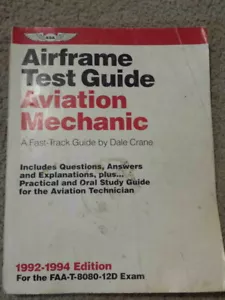 ASA
Airframe
Test Guide
Aviation
Mechanic
A Fast-Track Guide by Dale Crane
Includes Questions, Answers
and Explanations, plus...
Practical and Oral Study Guide
for the Aviation Technician
1992-1994 Edition
For the FAA-T-8080-12D Exam